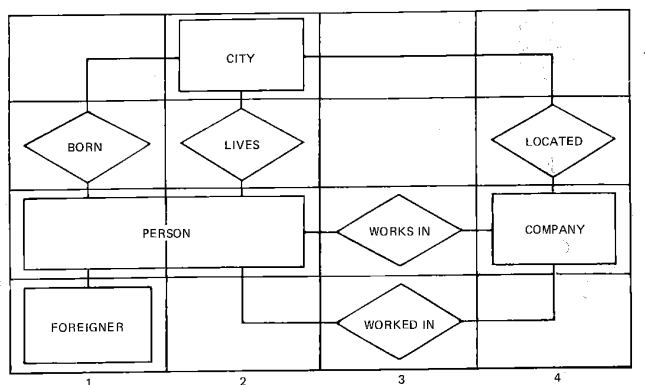 CITY
BORN
LIVES
LOCATED
PERSON
WORKS IN
COMPANY
FOREIGNER
WORKED IN
1
2
3
4